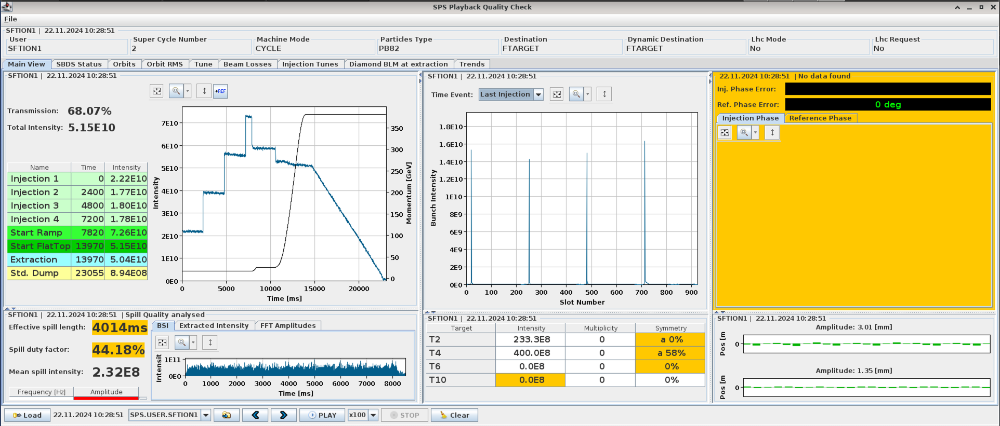 SPS Playback Quality Check
File
SFTION1 | 22.11.2024 10:28:51
User Super Cycle Number Machine Mode Particles Type Destination Dynamic Destination Lhc Mode Lhc Request
SFTION1 2 CYCLE PB82 FTARGET FTARGET No No
Main View SBDS Status Orbits Orbit RMS Tune Beam Losses Injection Tunes Diamond BLM at extraction Trends
SFTION1 | 22.11.2024 10:28:51
→REF
Transmission: 68.07%
Total Intensity: 5.15E10
Name Time Intensity
Injection 1 0 2.22E10
Injection 2 2400 1.77E10
Injection 3 4800 1.80E10
Injection 4 7200 1.78E10
Start Ramp 7820 7.26E10
Start FlatTop 13970 5.15E10
Extraction 13970 5.04E10
Std. Dump 23055 8.94E08
Intensity
7E10
6E10
5E10
4E10
3E10
2E10
1E10
0E0
350
300
250
200
150
100
50
0
Momentum [GeV]
0 5000 10000 15000 20000
Time [ms]
SFTION1 | 22.11.2024 10:28:51
Time Event: Last Injection
Bunch Intensity
1.8E10
1.6E10
1.4E10
1.2E10
1E10
8E9
6E9
4E9
2E9
0E0
0 100 200 300 400 500 600 700 800 900
Slot Number
22.11.2024 10:28:51 | No data found
Inj. Phase Error:
Ref. Phase Error: 0 deg
Injection Phase Reference Phase
SFTION1 | 22.11.2024 10:28:51 | Spill Quality analysed
Effective spill length: 4014ms
Spill duty factor: 44.18%
Mean spill intensity: 2.32E8
Frequency [Hz] Amplitude
BSI Extracted Intensity FFT Amplitudes
Intensit
1E11
0E0
0 1000 2000 3000 4000 5000 6000 7000 8000
Time [ms]
SFTION1 | 22.11.2024 10:28:51
Target Intensity Multiplicity Symmetry
T2 233.3E8 0 a 0%
T4 400.0E8 0 a 58%
T6 0.0E8 0 0%
T10 0.0E8 0 0%
SFTION1 | 22.11.2024 10:28:51
Amplitude: 3.01 [mm]
Pos [m
0
Amplitude: 1.35 [mm]
Pos [m
0
Load 22.11.2024 10:28:51 SPS.USER.SFTION1 PLAY x100 STOP Clear